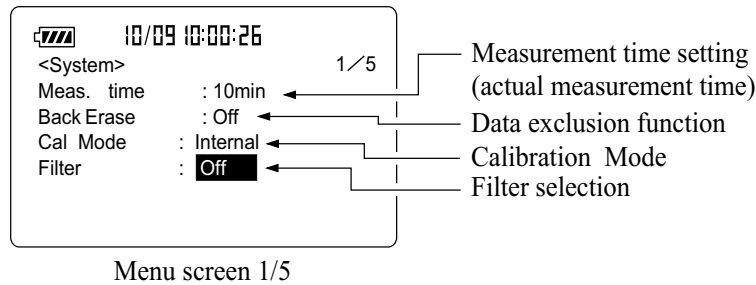 10/09 10:00:26
<System> 1/5
Meas. time : 10min
Back Erase : Off
Cal Mode : Internal
Filter : Off
Measurement time setting
(actual measurement time)
Data exclusion function
Calibration Mode
Filter selection
Menu screen 1/5